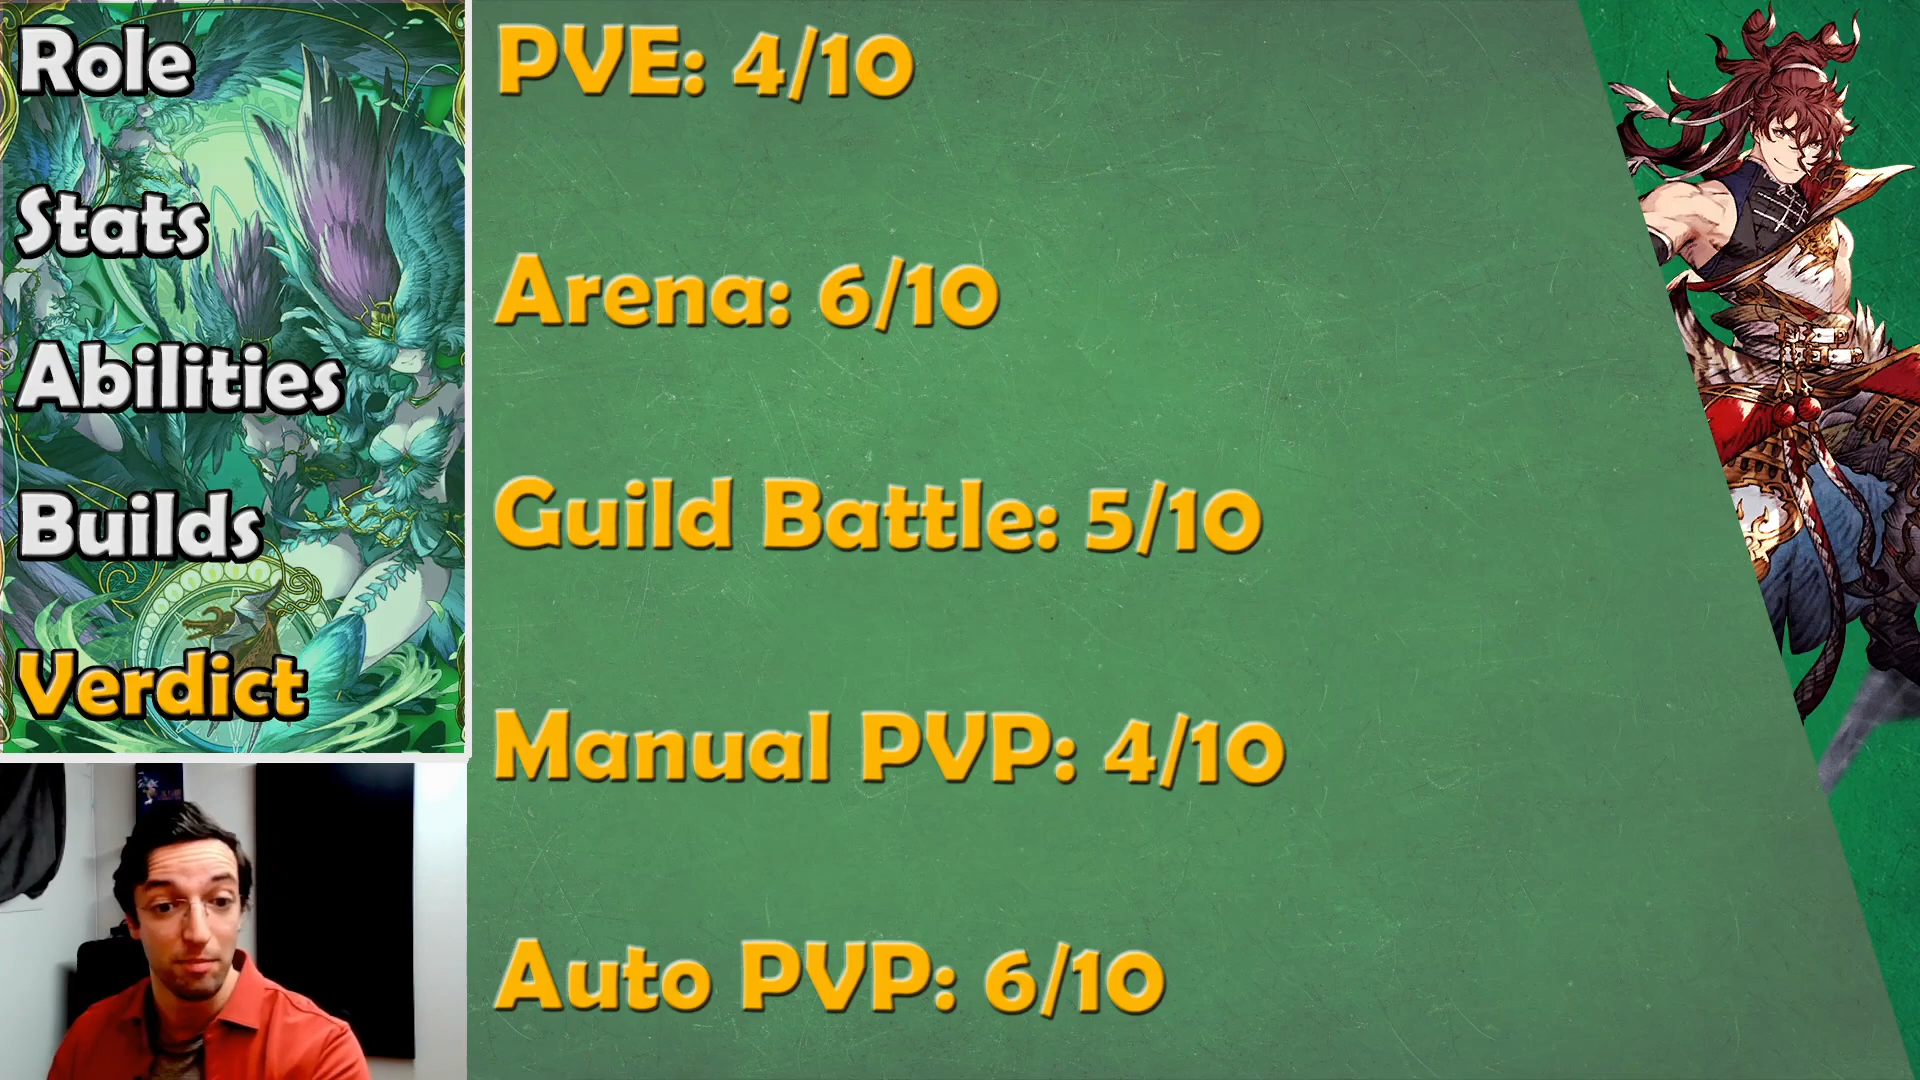 Role
Stats
Abilities
Builds
Verdict
PVE: 4/10
Arena: 6/10
Guild Battle: 5/10
Manual PVP: 4/10
Auto PVP: 6/10